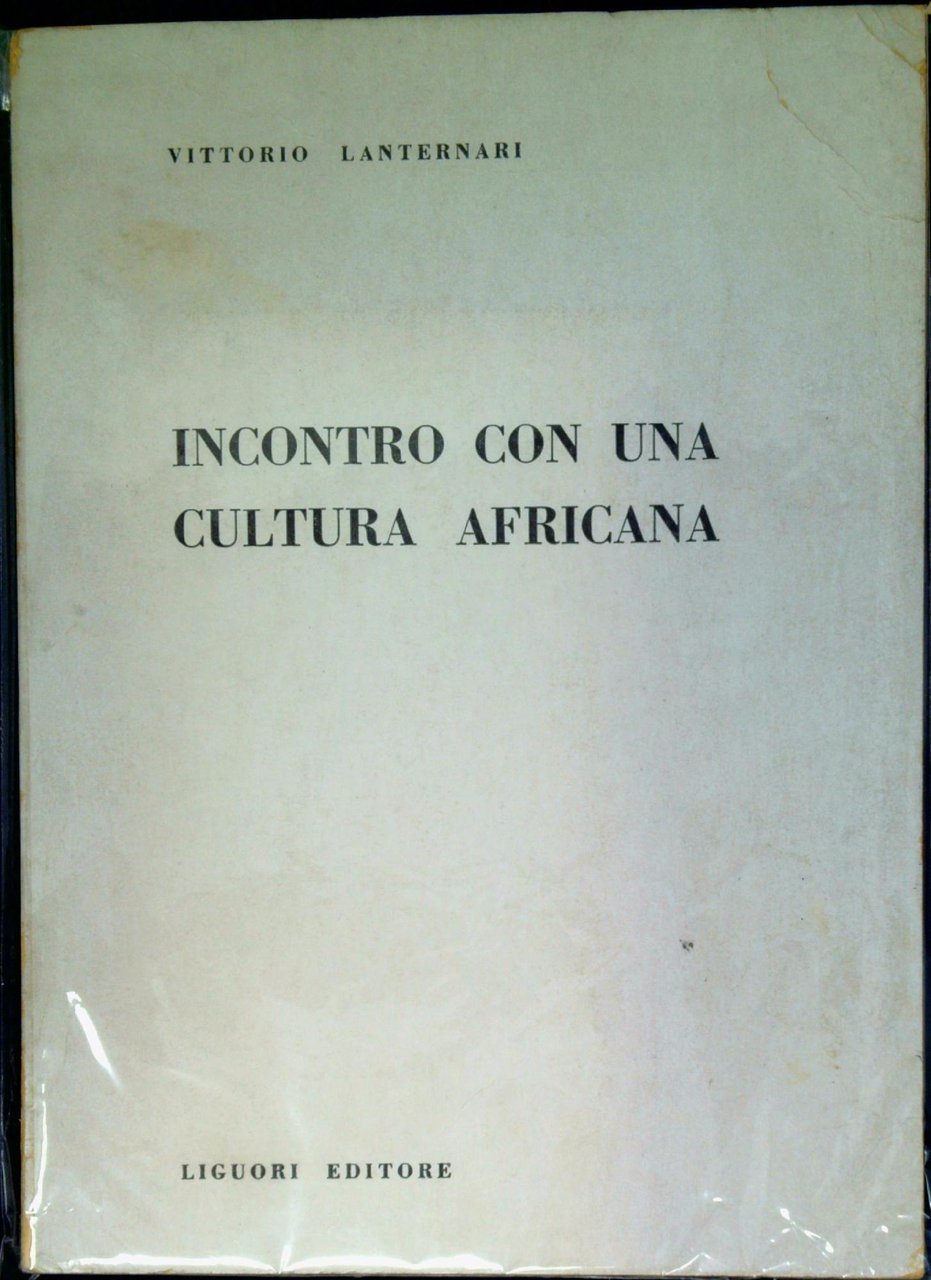 VITTORIO LANTERNARI
INCONTRO CON UNA
CULTURA AFRICANA
LIGUORI EDITORE